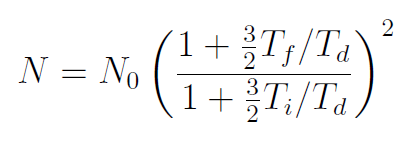 N = N_0 \left( \frac{1 + \frac{3}{2} T_f / T_d}{1 + \frac{3}{2} T_i / T_d} \right)^2